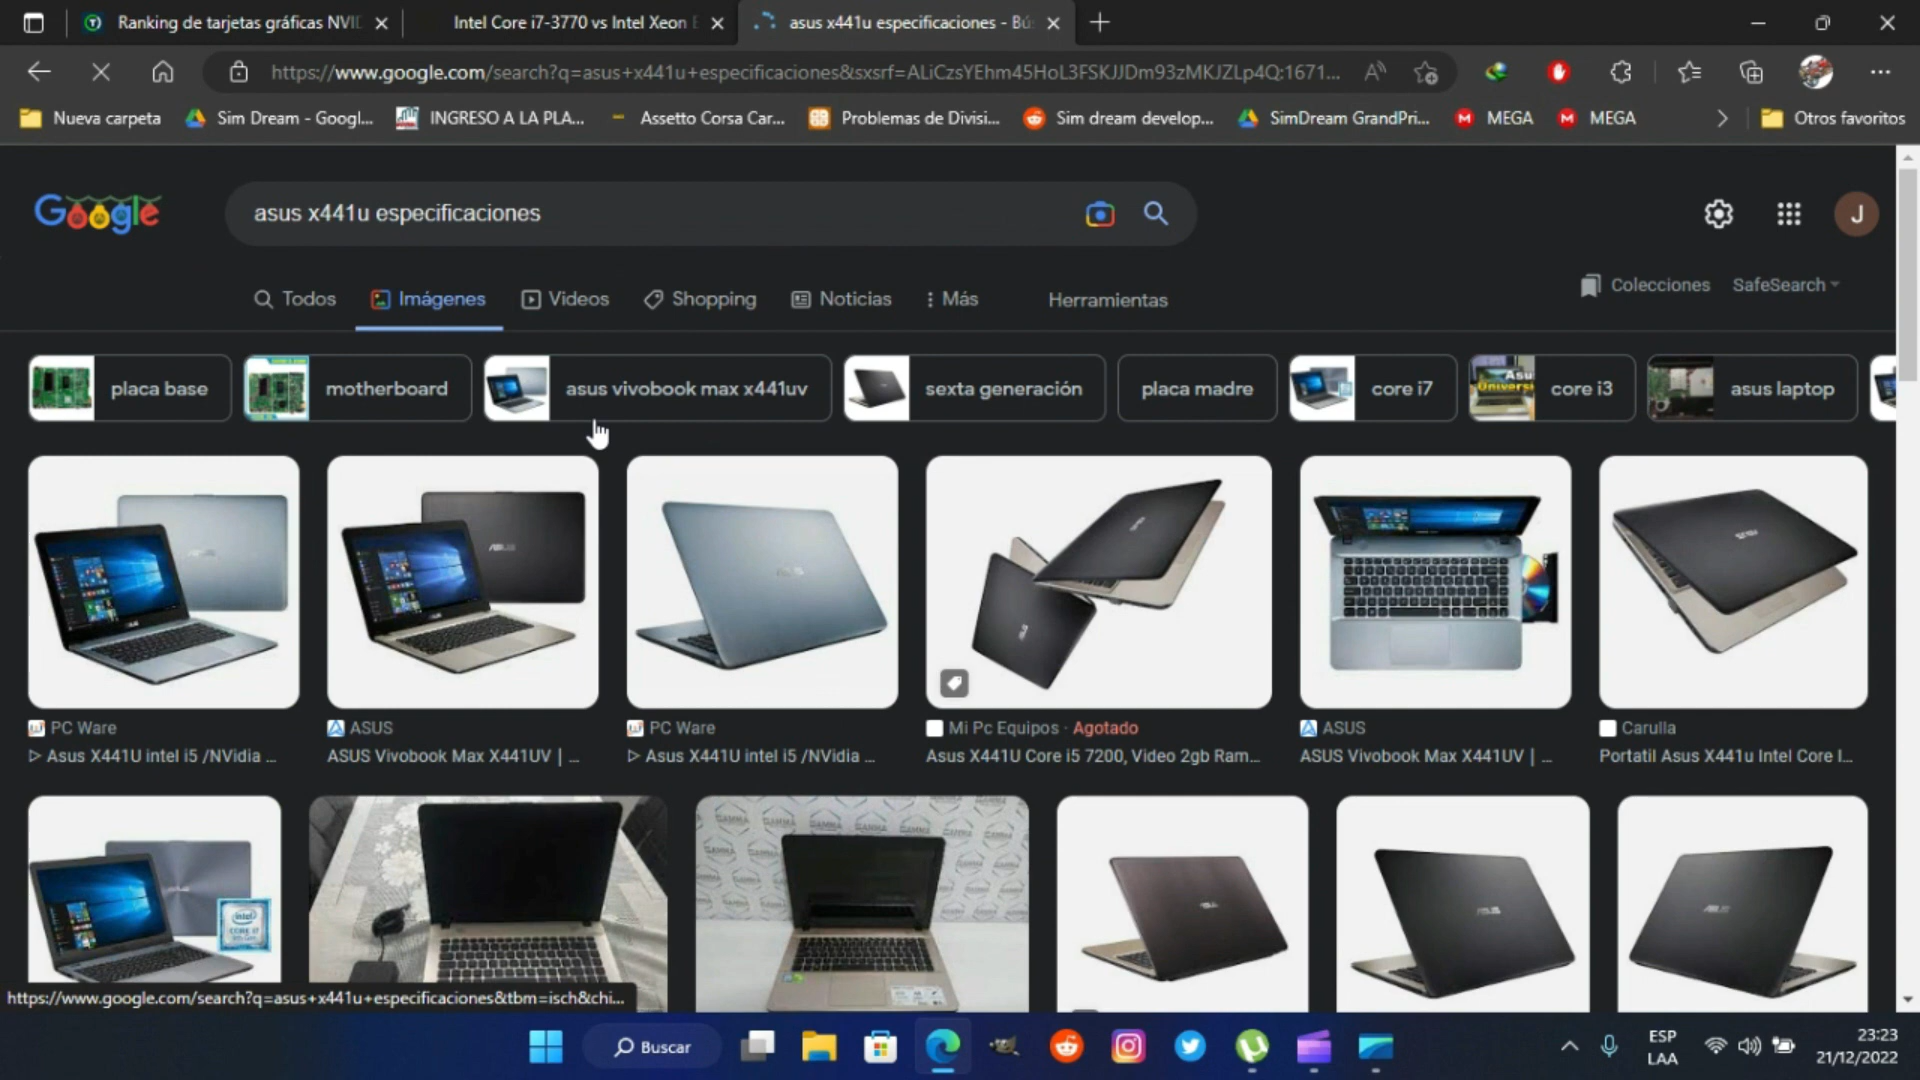 Ranking de tarjetas gráficas NVI
Intel Core i7-3770 vs Intel Xeon E
asus x441u especificaciones - Bú
https://www.google.com/search?q=asus+x441u+especificaciones&sxsrf=ALiCzsYEhm45HoL3FSKJJDm93zMKJZLp4Q:1671...
Nueva carpeta
Sim Dream - Googl...
INGRESO A LA PLA...
Assetto Corsa Car...
Problemas de Divisi...
Sim dream develop...
SimDream GrandPri...
MEGA
MEGA
Otros favoritos
Google
asus x441u especificaciones
J
Todos
Imágenes
Videos
Shopping
Noticias
Más
Herramientas
Colecciones
SafeSearch
placa base
motherboard
asus vivobook max x441uv
sexta generación
placa madre
core i7
core i3
asus laptop
PC Ware
▷ Asus X441U intel i5 /NVidia ...
ASUS
ASUS Vivobook Max X441UV | ...
PC Ware
▷ Asus X441U intel i5 /NVidia ...
Mi Pc Equipos · Agotado
Asus X441U Core i5 7200, Video 2gb Ram...
ASUS
ASUS Vivobook Max X441UV | ...
Carulla
Portatil Asus X441u Intel Core I...
https://www.google.com/search?q=asus+x441u+especificaciones&tbm=isch&chi...
Buscar
ESP
LAA
23:23
21/12/2022